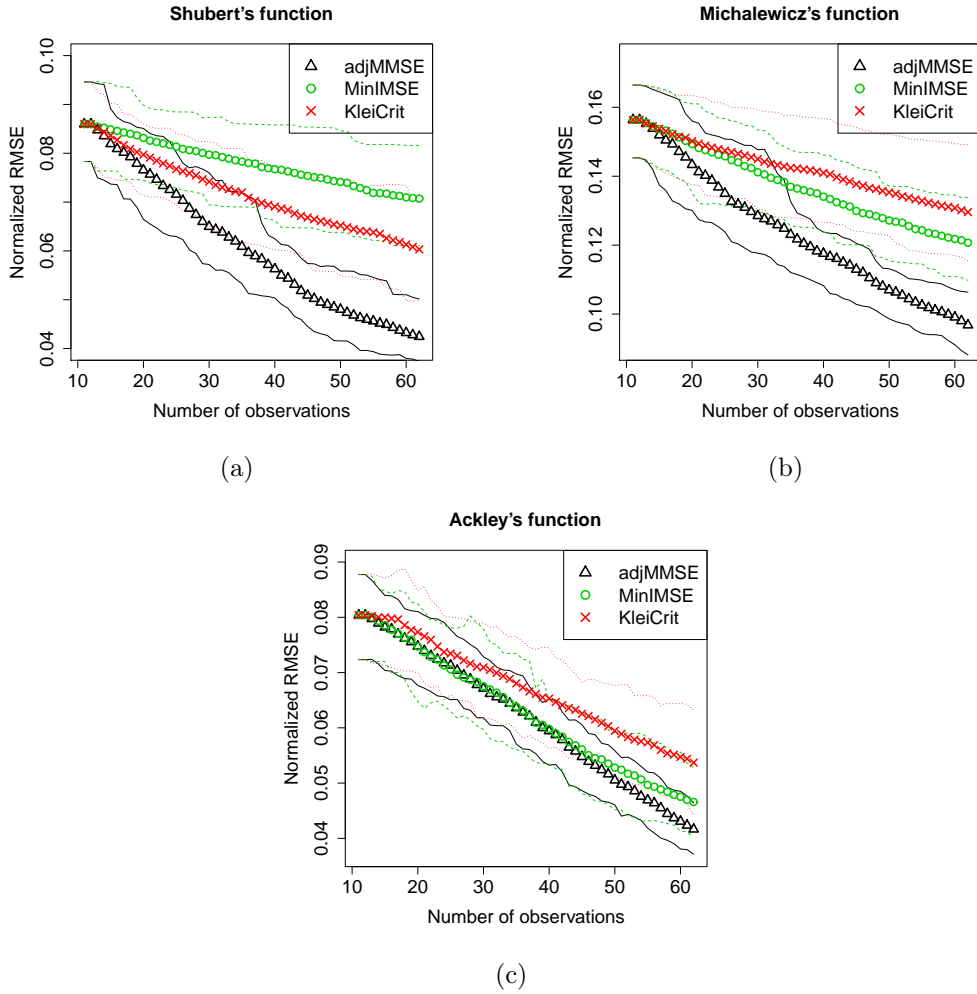 Shubert's function
Normalized RMSE
0.04
0.06
0.08
0.10
adjMMSE
MinIMSE
KleiCrit
10 20 30 40 50 60
Number of observations
(a)
Michalewicz's function
Normalized RMSE
0.10
0.12
0.14
0.16
adjMMSE
MinIMSE
KleiCrit
10 20 30 40 50 60
Number of observations
(b)
Ackley's function
Normalized RMSE
0.04
0.05
0.06
0.07
0.08
0.09
adjMMSE
MinIMSE
KleiCrit
10 20 30 40 50 60
Number of observations
(c)